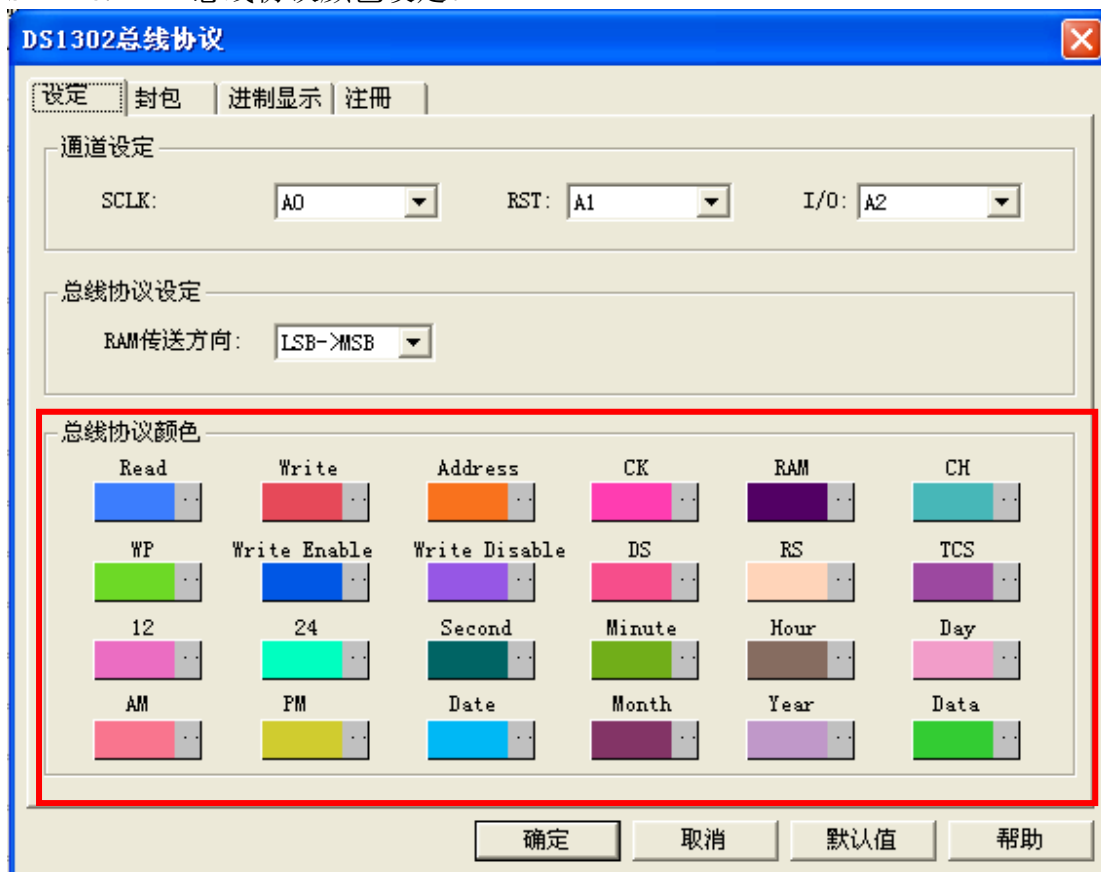 DS1302总线协议
设定 封包 进制显示 注册
通道设定
SCLK: A0 RST: A1 I/O: A2
总线协议设定
RAM传送方向: LSB->MSB
总线协议颜色
Read Write Address CK RAM CH
WP Write Enable Write Disable DS RS TCS
12 24 Second Minute Hour Day
AM PM Date Month Year Data
确定 取消 默认值 帮助